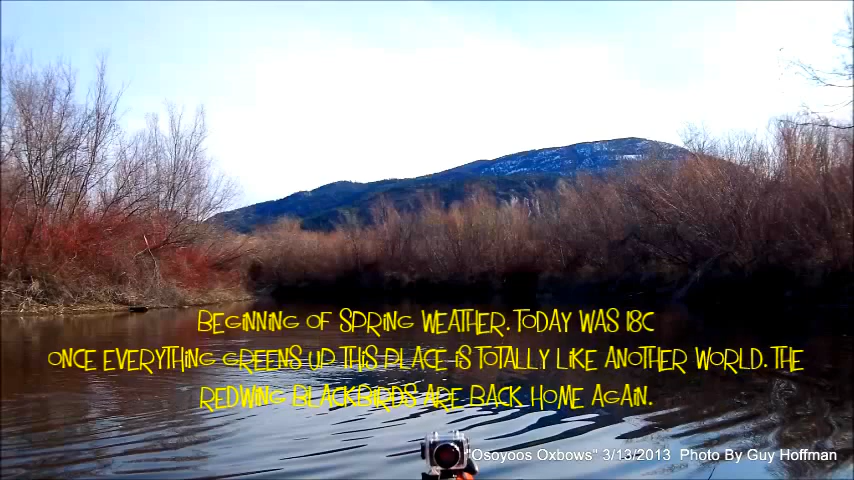 BEGINNING OF SPRING WEATHER. TODAY WAS 18C
ONCE EVERYTHING GREENS UP THIS PLACE IS TOTALLY LIKE ANOTHER WORLD. THE
REDWING BLACKBIRDS ARE BACK HOME AGAIN.
"Osoyoos Oxbows" 3/13/2013 Photo By Guy Hoffman